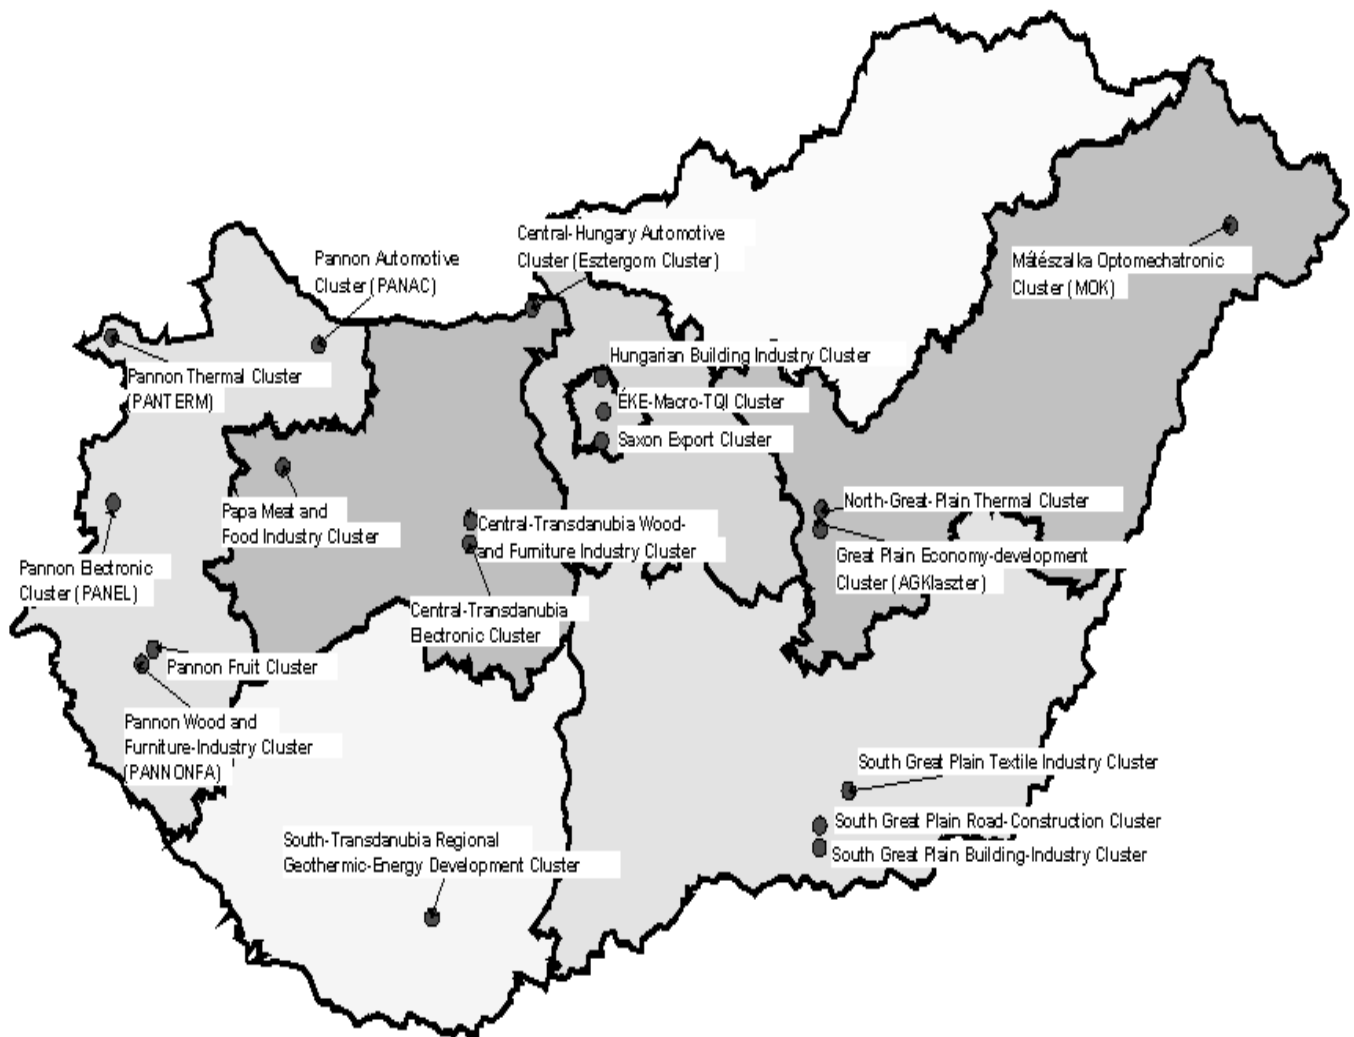 Central-Hungary Automotive
Cluster (Esztergom Cluster)
Pannon Automotive
Cluster (PANAC)
Mátészalka Optomechatronic
Cluster (MOK)
Pannon Thermal Cluster
(PANTERM)
Hungarian Building Industry Cluster
ÉKE-Macro-TQI Cluster
Saxon Export Cluster
Papa Meat and
Food Industry Cluster
Central-Transdanubia Wood-
and Furniture Industry Cluster
North-Great-Plain Thermal Cluster
Great Plain Economy-development
Cluster (AGKlaszter)
Pannon Electronic
Cluster (PANEL)
Central-Transdanubia
Electronic Cluster
Pannon Fruit Cluster
Pannon Wood and
Furniture-Industry Cluster
(PANNONFA)
South Great Plain Textile Industry Cluster
South Great Plain Road-Construction Cluster
South Great Plain Building-Industry Cluster
South-Transdanubia Regional
Geothermic-Energy Development Cluster